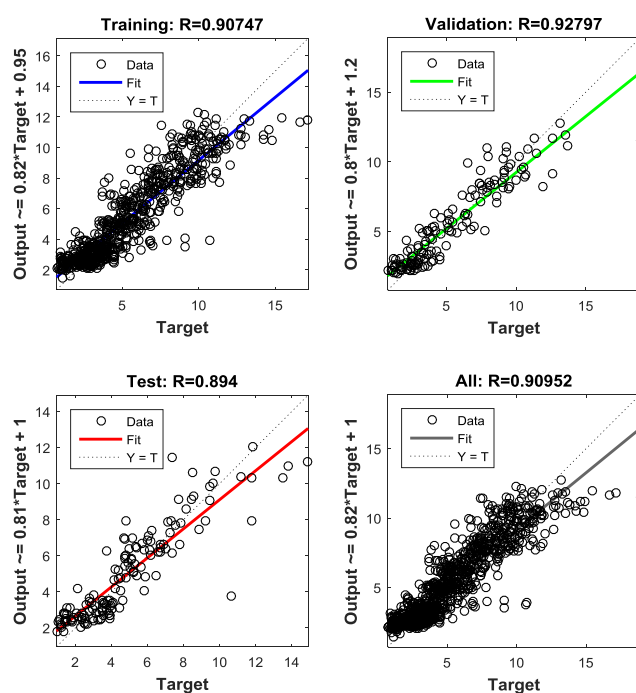 Training: R=0.90747
Output ~= 0.82*Target + 0.95
16
14
12
10
8
6
4
2
Data
Fit
Y = T
5
10
15
Target
Validation: R=0.92797
Output ~= 0.8*Target + 1.2
15
10
5
Data
Fit
Y = T
5
10
15
Target
Test: R=0.894
Output ~= 0.81*Target + 1
14
12
10
8
6
4
2
Data
Fit
Y = T
2
4
6
8
10
12
14
Target
All: R=0.90952
Output ~= 0.82*Target + 1
15
10
5
Data
Fit
Y = T
5
10
15
Target